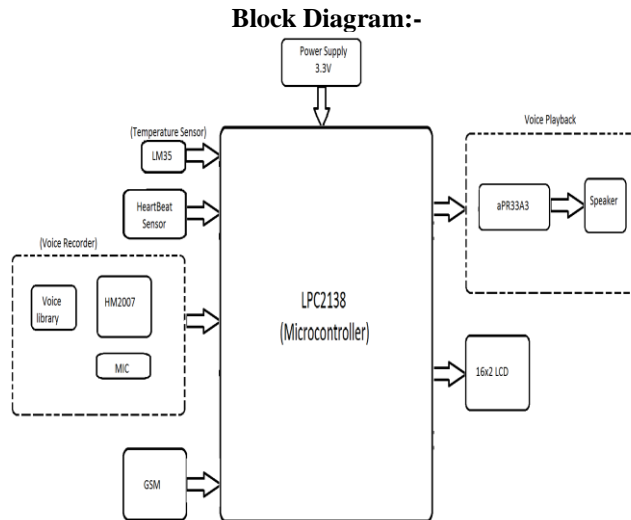 Block Diagram:-
Power Supply
3.3V
(Temperature Sensor)
LM35
HeartBeat
Sensor
(Voice Recorder)
Voice
library
HM2007
MIC
GSM
LPC2138
(Microcontroller)
Voice Playback
aPR33A3
Speaker
16x2 LCD